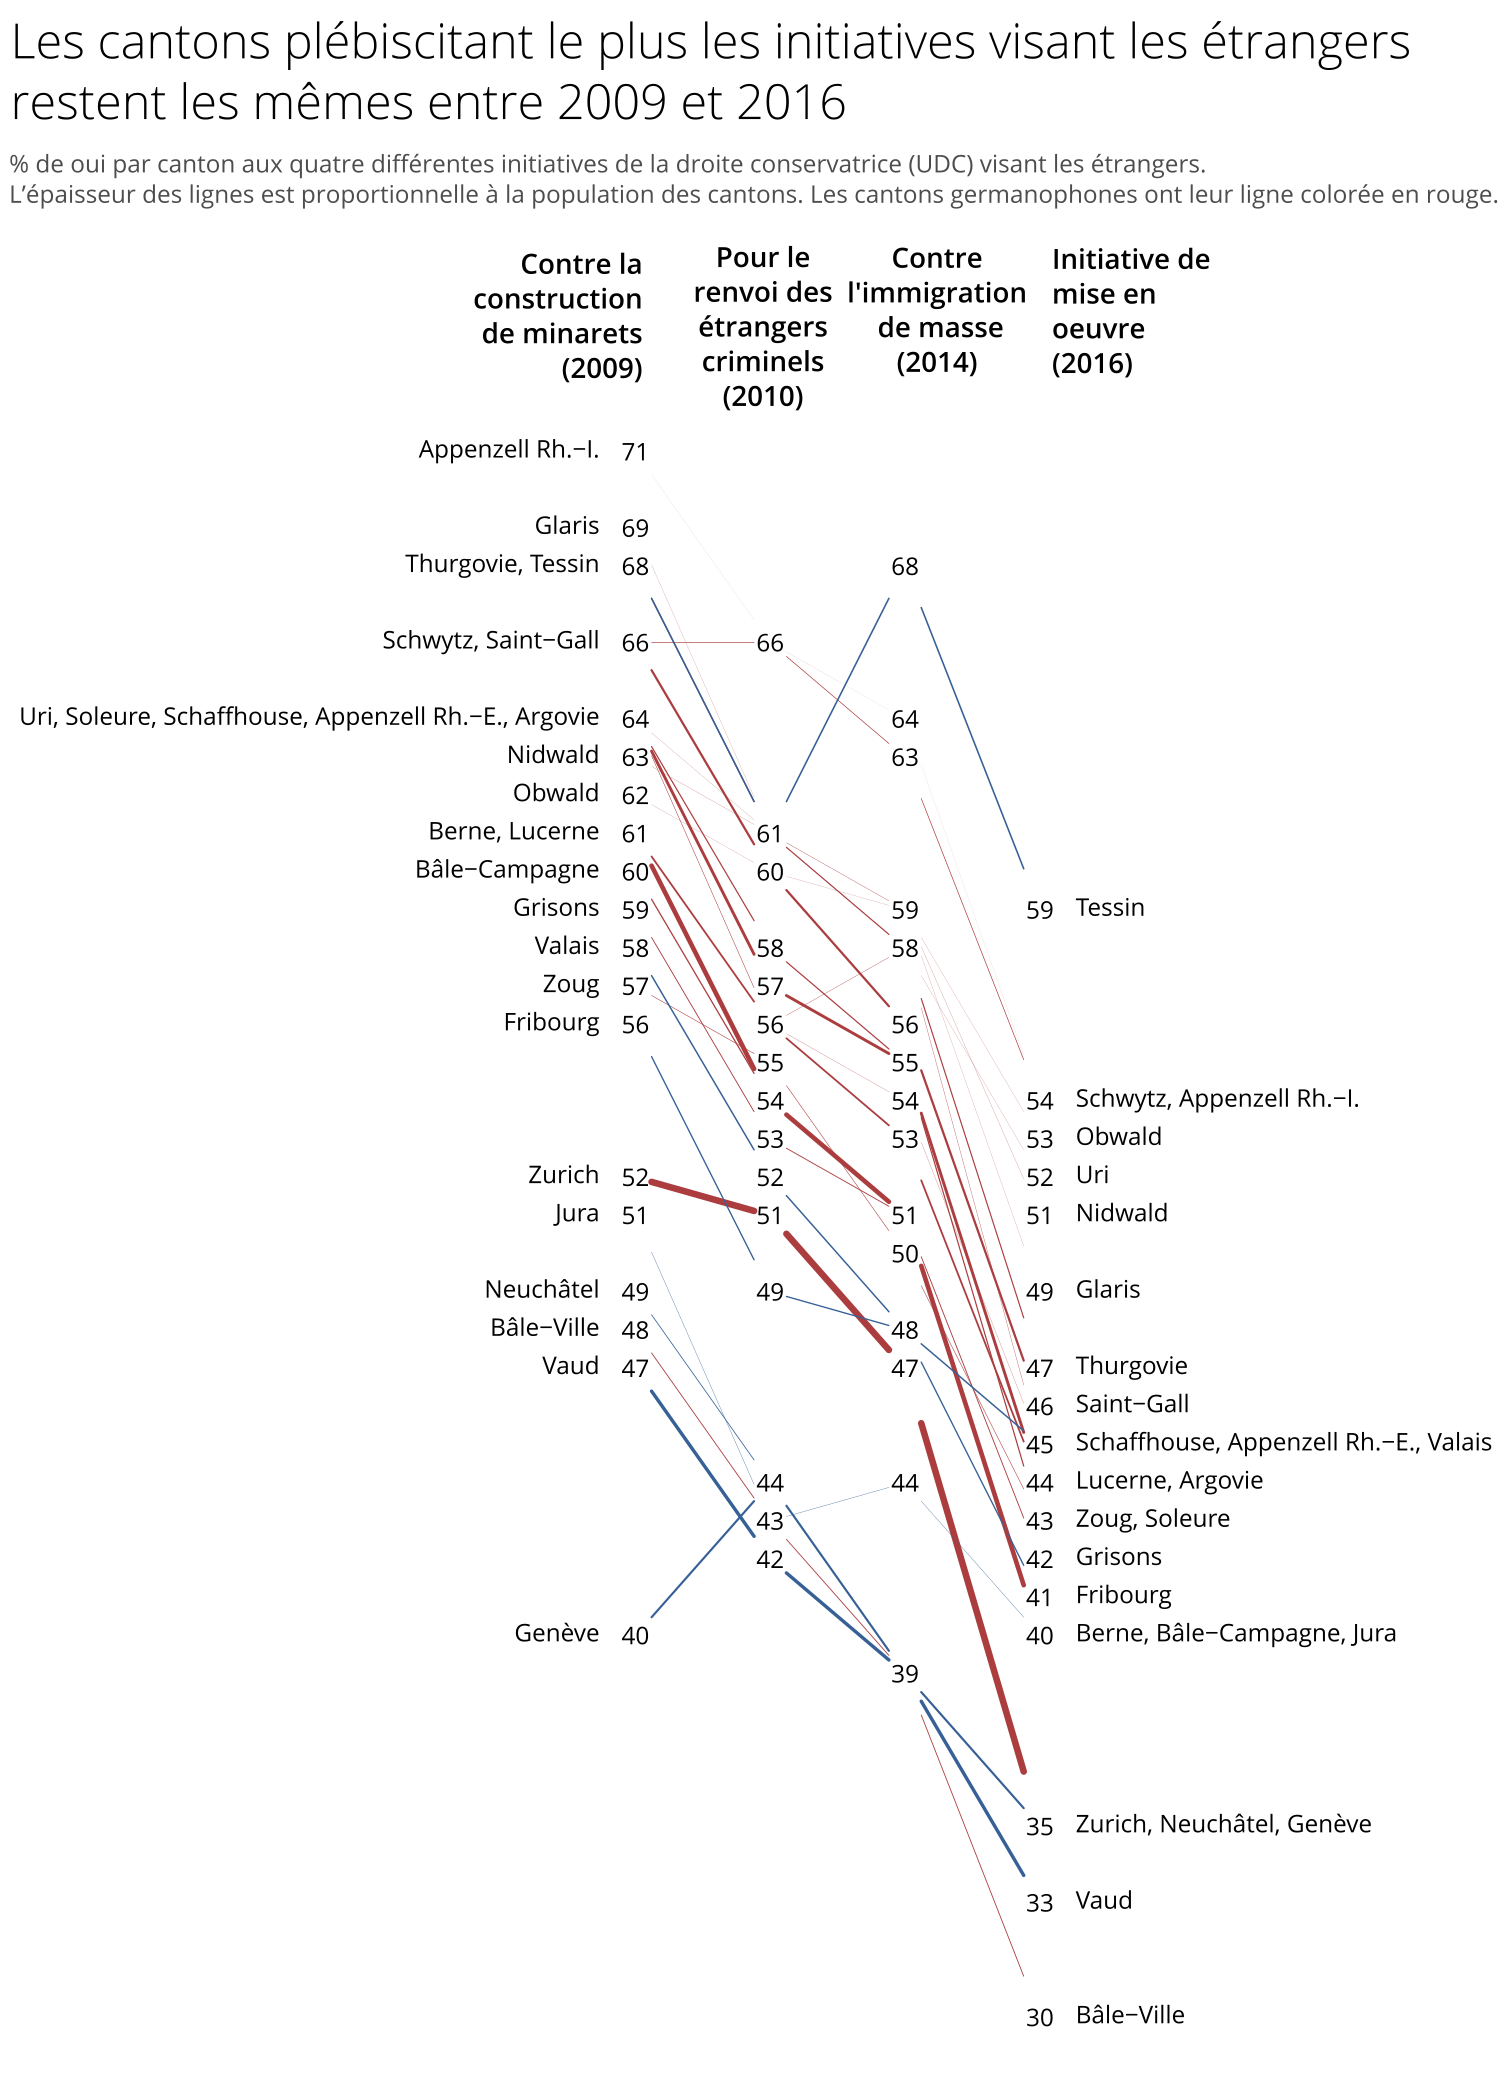 Les cantons plébiscitant le plus les initiatives visant les étrangers
restent les mêmes entre 2009 et 2016
% de oui par canton aux quatre différentes initiatives de la droite conservatrice (UDC) visant les étrangers.
L’épaisseur des lignes est proportionnelle à la population des cantons. Les cantons germanophones ont leur ligne colorée en rouge.
Contre la
construction
de minarets
(2009)
Pour le
renvoi des
étrangers
criminels
(2010)
Contre
l'immigration
de masse
(2014)
Initiative de
mise en
oeuvre
(2016)
Appenzell Rh.−I. 71
Glaris 69
Thurgovie, Tessin 68 68
Schwytz, Saint−Gall 66 66
Uri, Soleure, Schaffhouse, Appenzell Rh.−E., Argovie 64 64
Nidwald 63 63
Obwald 62
Berne, Lucerne 61 61
Bâle−Campagne 60 60
Grisons 59 59 59 Tessin
Valais 58 58 58
Zoug 57 57
Fribourg 56 56 56
55 55
54 54 54 Schwytz, Appenzell Rh.−I.
53 53 53 Obwald
Zurich 52 52 52 Uri
Jura 51 51 51 51 Nidwald
50
Neuchâtel 49 49 49 Glaris
Bâle−Ville 48 48
Vaud 47 47 47 Thurgovie
46 Saint−Gall
45 Schaffhouse, Appenzell Rh.−E., Valais
44 44 44 Lucerne, Argovie
43 43 Zoug, Soleure
42 42 Grisons
41 Fribourg
Genève 40 40 Berne, Bâle−Campagne, Jura
39
35 Zurich, Neuchâtel, Genève
33 Vaud
30 Bâle−Ville